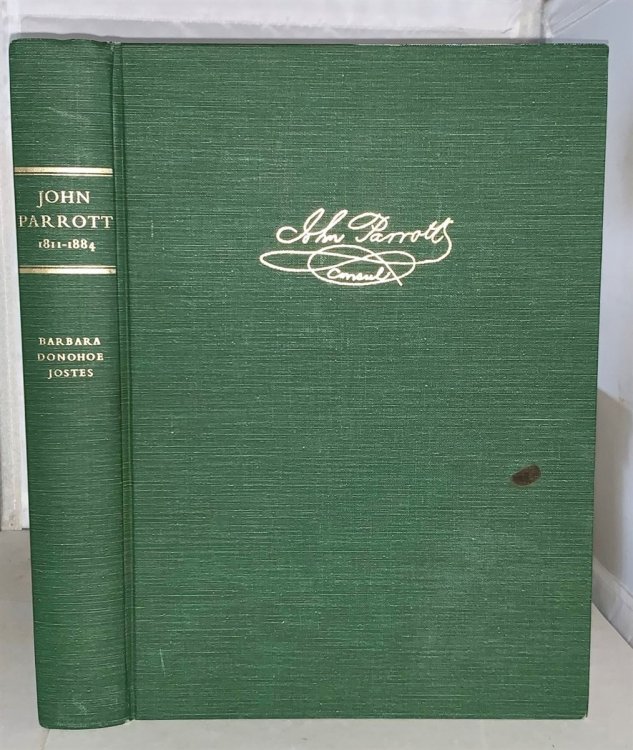 JOHN
PARROTT
1811-1884
BARBARA
DONOHOE
JOSTES
John Parrott
Consul